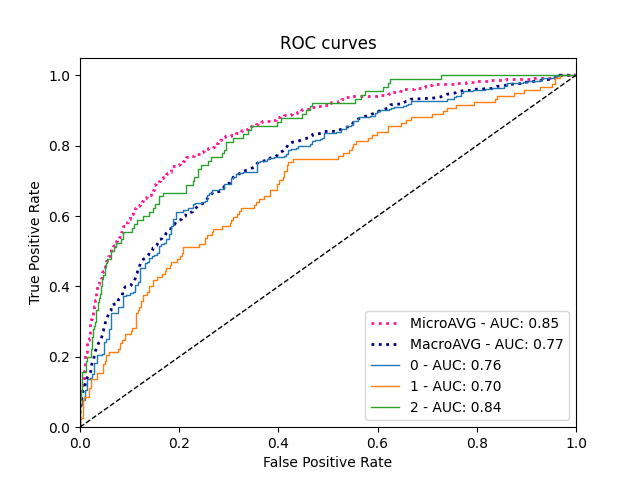 ROC curves
True Positive Rate
1.0
0.8
0.6
0.4
0.2
0.0
MicroAVG - AUC: 0.85
MacroAVG - AUC: 0.77
0 - AUC: 0.76
1 - AUC: 0.70
2 - AUC: 0.84
0.0 0.2 0.4 0.6 0.8 1.0
False Positive Rate